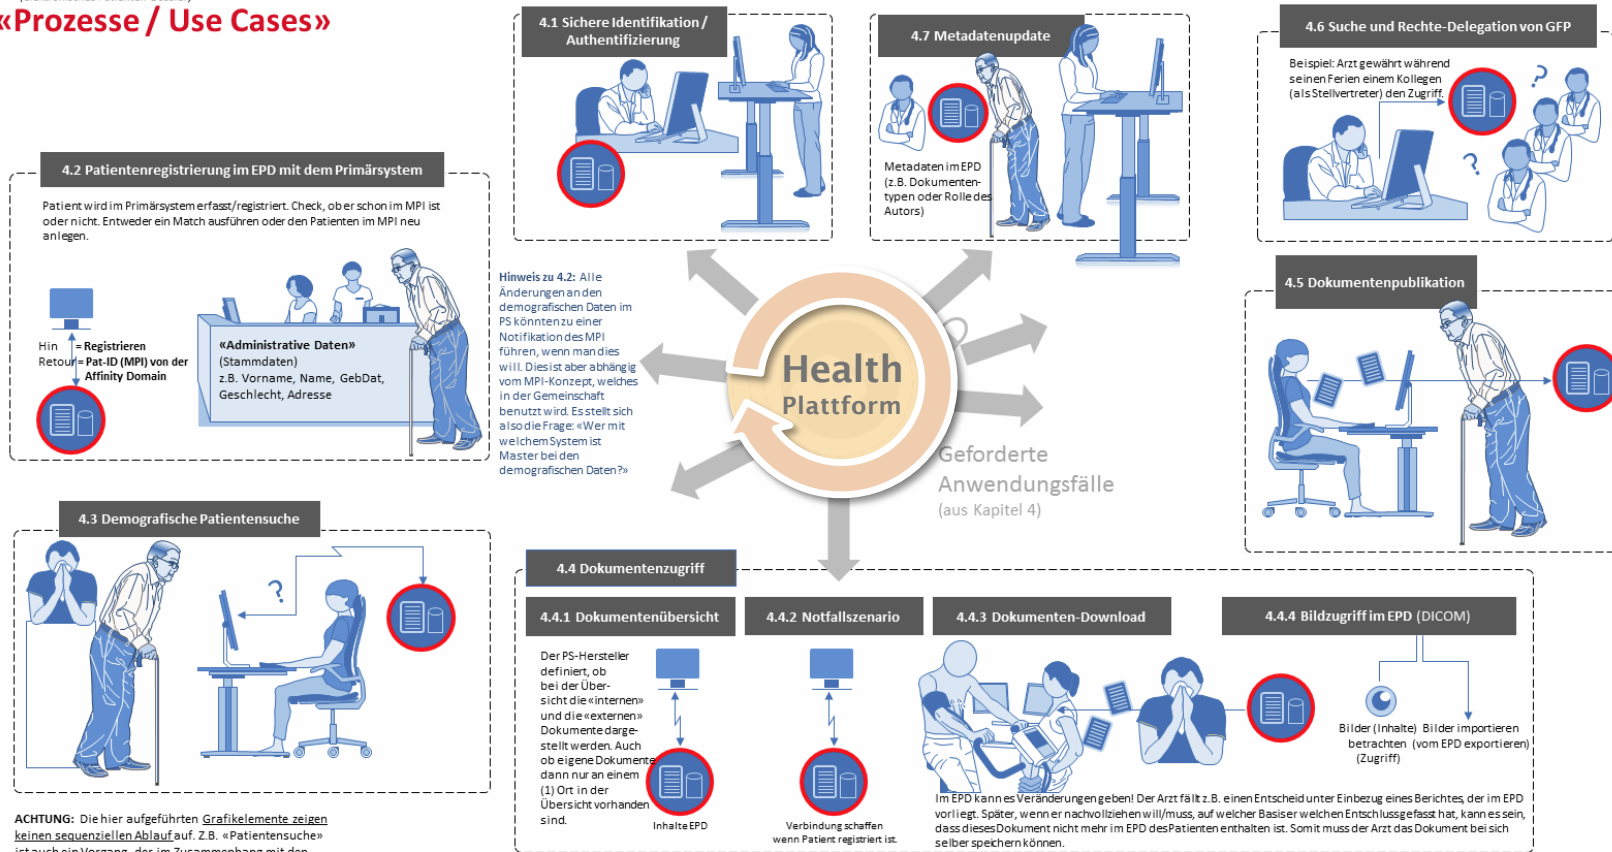 «Prozesse / Use Cases»
4.1 Sichere Identifikation /
Authentifizierung
4.7 Metadatenupdate
Metadaten im EPD
(z.B. Dokumenten-
typen oder Rolle des
Autors)
4.6 Suche und Rechte-Delegation von GFP
Beispiel: Arzt gewährt während
seinen Ferien einem Kollegen
(als Stellvertreter) den Zugriff.
?
?
4.2 Patientenregistrierung im EPD mit dem Primärsystem
Patient wird im Primärsystem erfasst/registriert. Check, ob er schon im MPI ist
oder nicht. Entweder ein Match ausführen oder den Patienten im MPI neu
anlegen.
Hin = Registrieren
Retour = Pat-ID (MPI) von der
Affinity Domain
«Administrative Daten»
(Stammdaten)
z.B. Vorname, Name, GebDat,
Geschlecht, Adresse
Hinweis zu 4.2: Alle
Änderungen an den
demografischen Daten im
PS könnten zu einer
Notifikation des MPI
führen, wenn man dies
will. Dies ist aber abhängig
vom MPI-Konzept, welches
in der Gemeinschaft
benutzt wird. Es stellt sich
also die Frage: «Wer mit
welchem System ist
Master bei den
demografischen Daten?»
Health
Plattform
Geforderte
Anwendungsfälle
(aus Kapitel 4)
4.5 Dokumentenpublikation
4.3 Demografische Patientensuche
?
4.4 Dokumentenzugriff
4.4.1 Dokumentenübersicht
Der PS-Hersteller
definiert, ob
bei der Über-
sicht die «internen»
und die «externen»
Dokumente darge-
stellt werden. Auch
ob eigene Dokumente
dann nur an einem
(1) Ort in der
Übersicht vorhanden
sind.
Inhalte EPD
4.4.2 Notfallszenario
Verbindung schaffen
wenn Patient registriert ist.
4.4.3 Dokumenten-Download
4.4.4 Bildzugriff im EPD (DICOM)
Bilder (Inhalte)
betrachten
(Zugriff)
Bilder importieren
(vom EPD exportieren)
Im EPD kann es Veränderungen geben! Der Arzt fällt z.B. einen Entscheid unter Einbezug eines Berichtes, der im EPD
vorliegt. Später, wenn er nachvollziehen will/muss, auf welcher Basis er welchen Entschluss gefasst hat, kann es sein,
dass dieses Dokument nicht mehr im EPD des Patienten enthalten ist. Somit muss der Arzt das Dokument bei sich
selber speichern können.
ACHTUNG: Die hier aufgeführten Grafikelemente zeigen
keinen sequenziellen Ablauf auf. Z.B. «Patientensuche»
ist auch ein Vorgang, der im Zusammenhang mit den